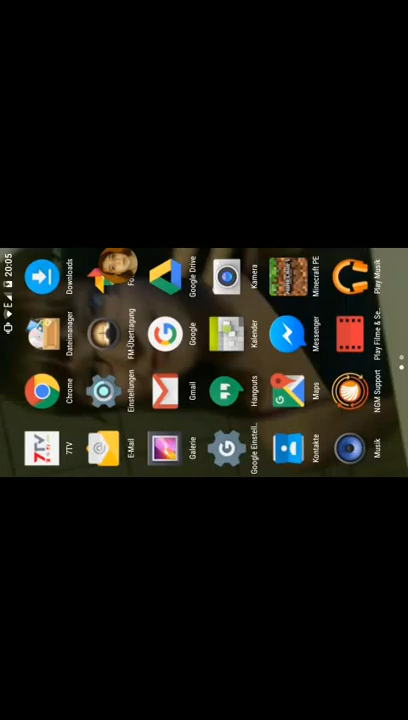 E 20:05
7TV Chrome Dateimanager Downloads
E-Mail Einstellungen FM-Übertragung Fo
Galerie Gmail Google Google Drive
Google Einstell.. Hangouts Kalender Kamera
Kontakte Maps Messenger Minecraft PE
Musik NGM Support Play Filme & Se.. Play Musik